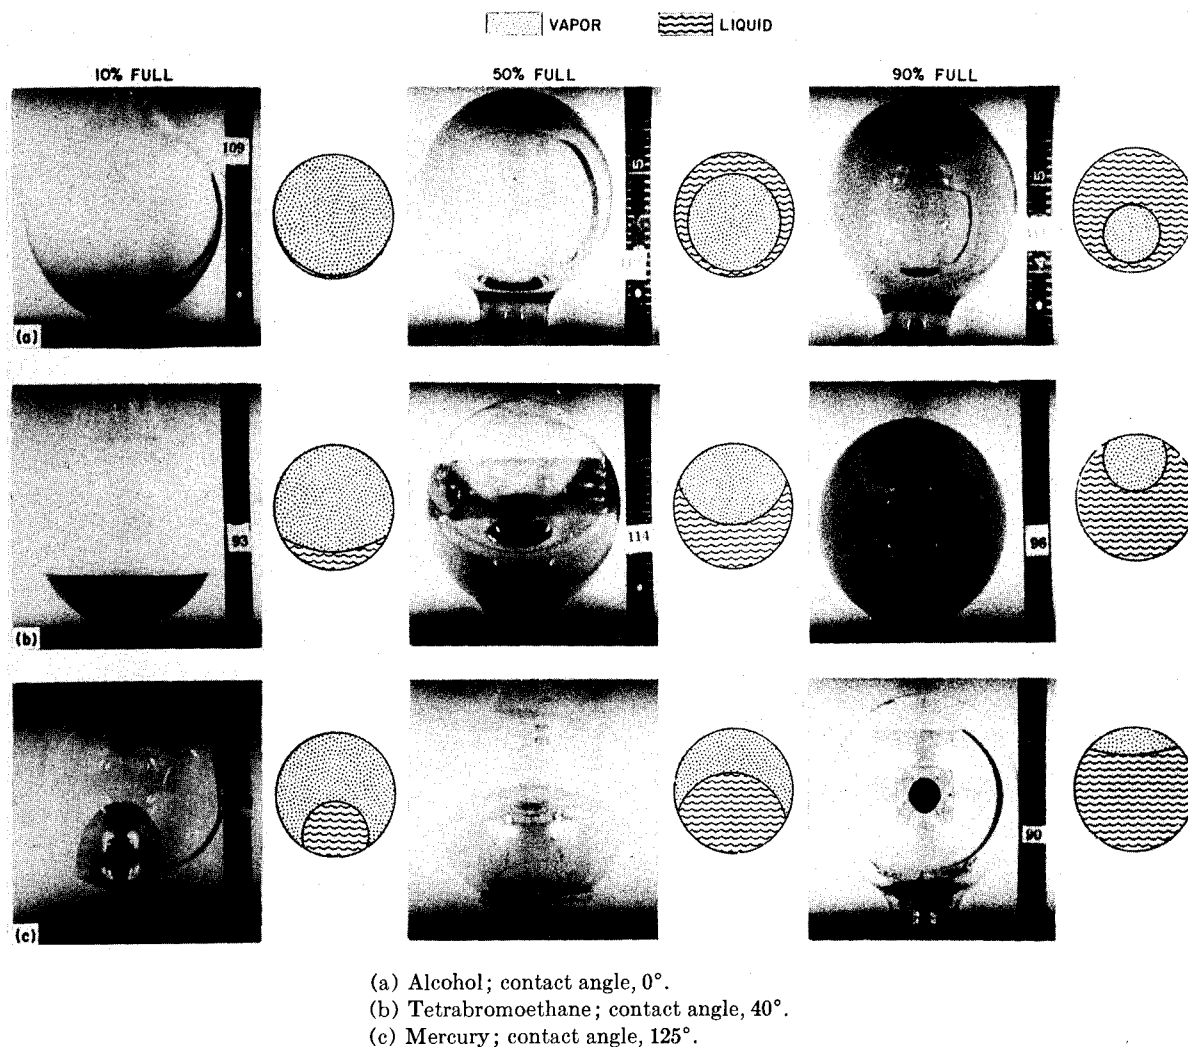 VAPOR LIQUID
10% FULL 50% FULL 90% FULL
109 5 5
(a)
93 114 96
(b)
90
(c)
(a) Alcohol; contact angle, 0°.
(b) Tetrabromoethane; contact angle, 40°.
(c) Mercury; contact angle, 125°.